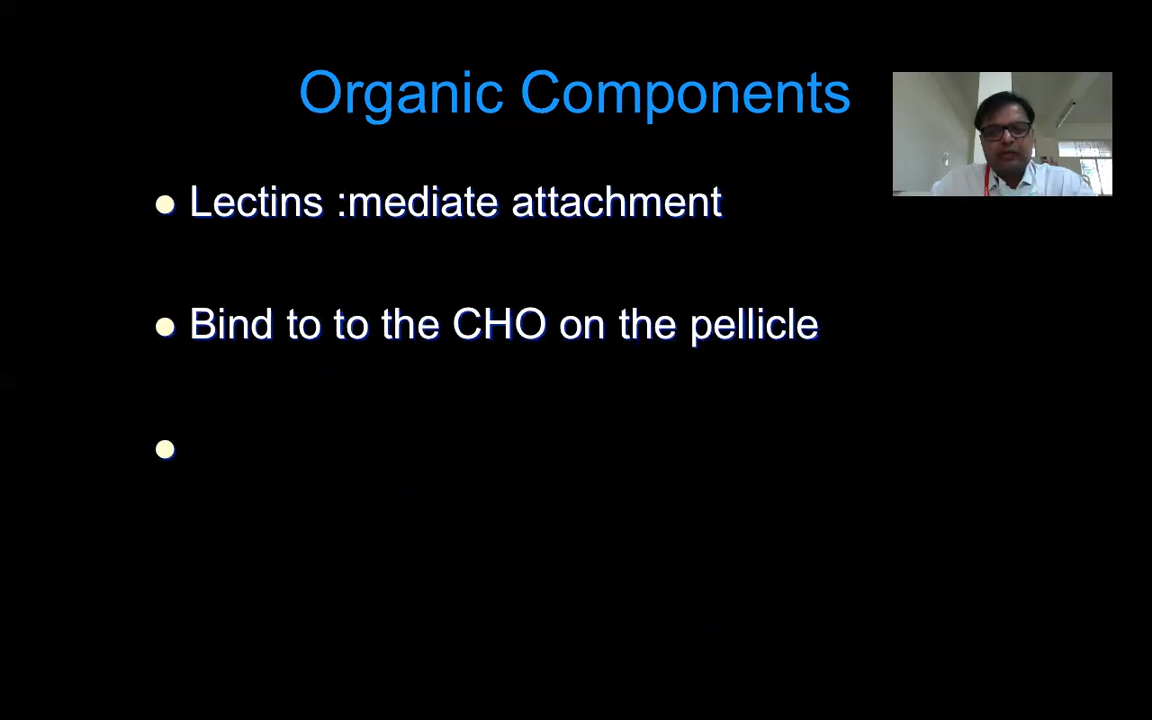 Organic Components
Lectins :mediate attachment
Bind to to the CHO on the pellicle